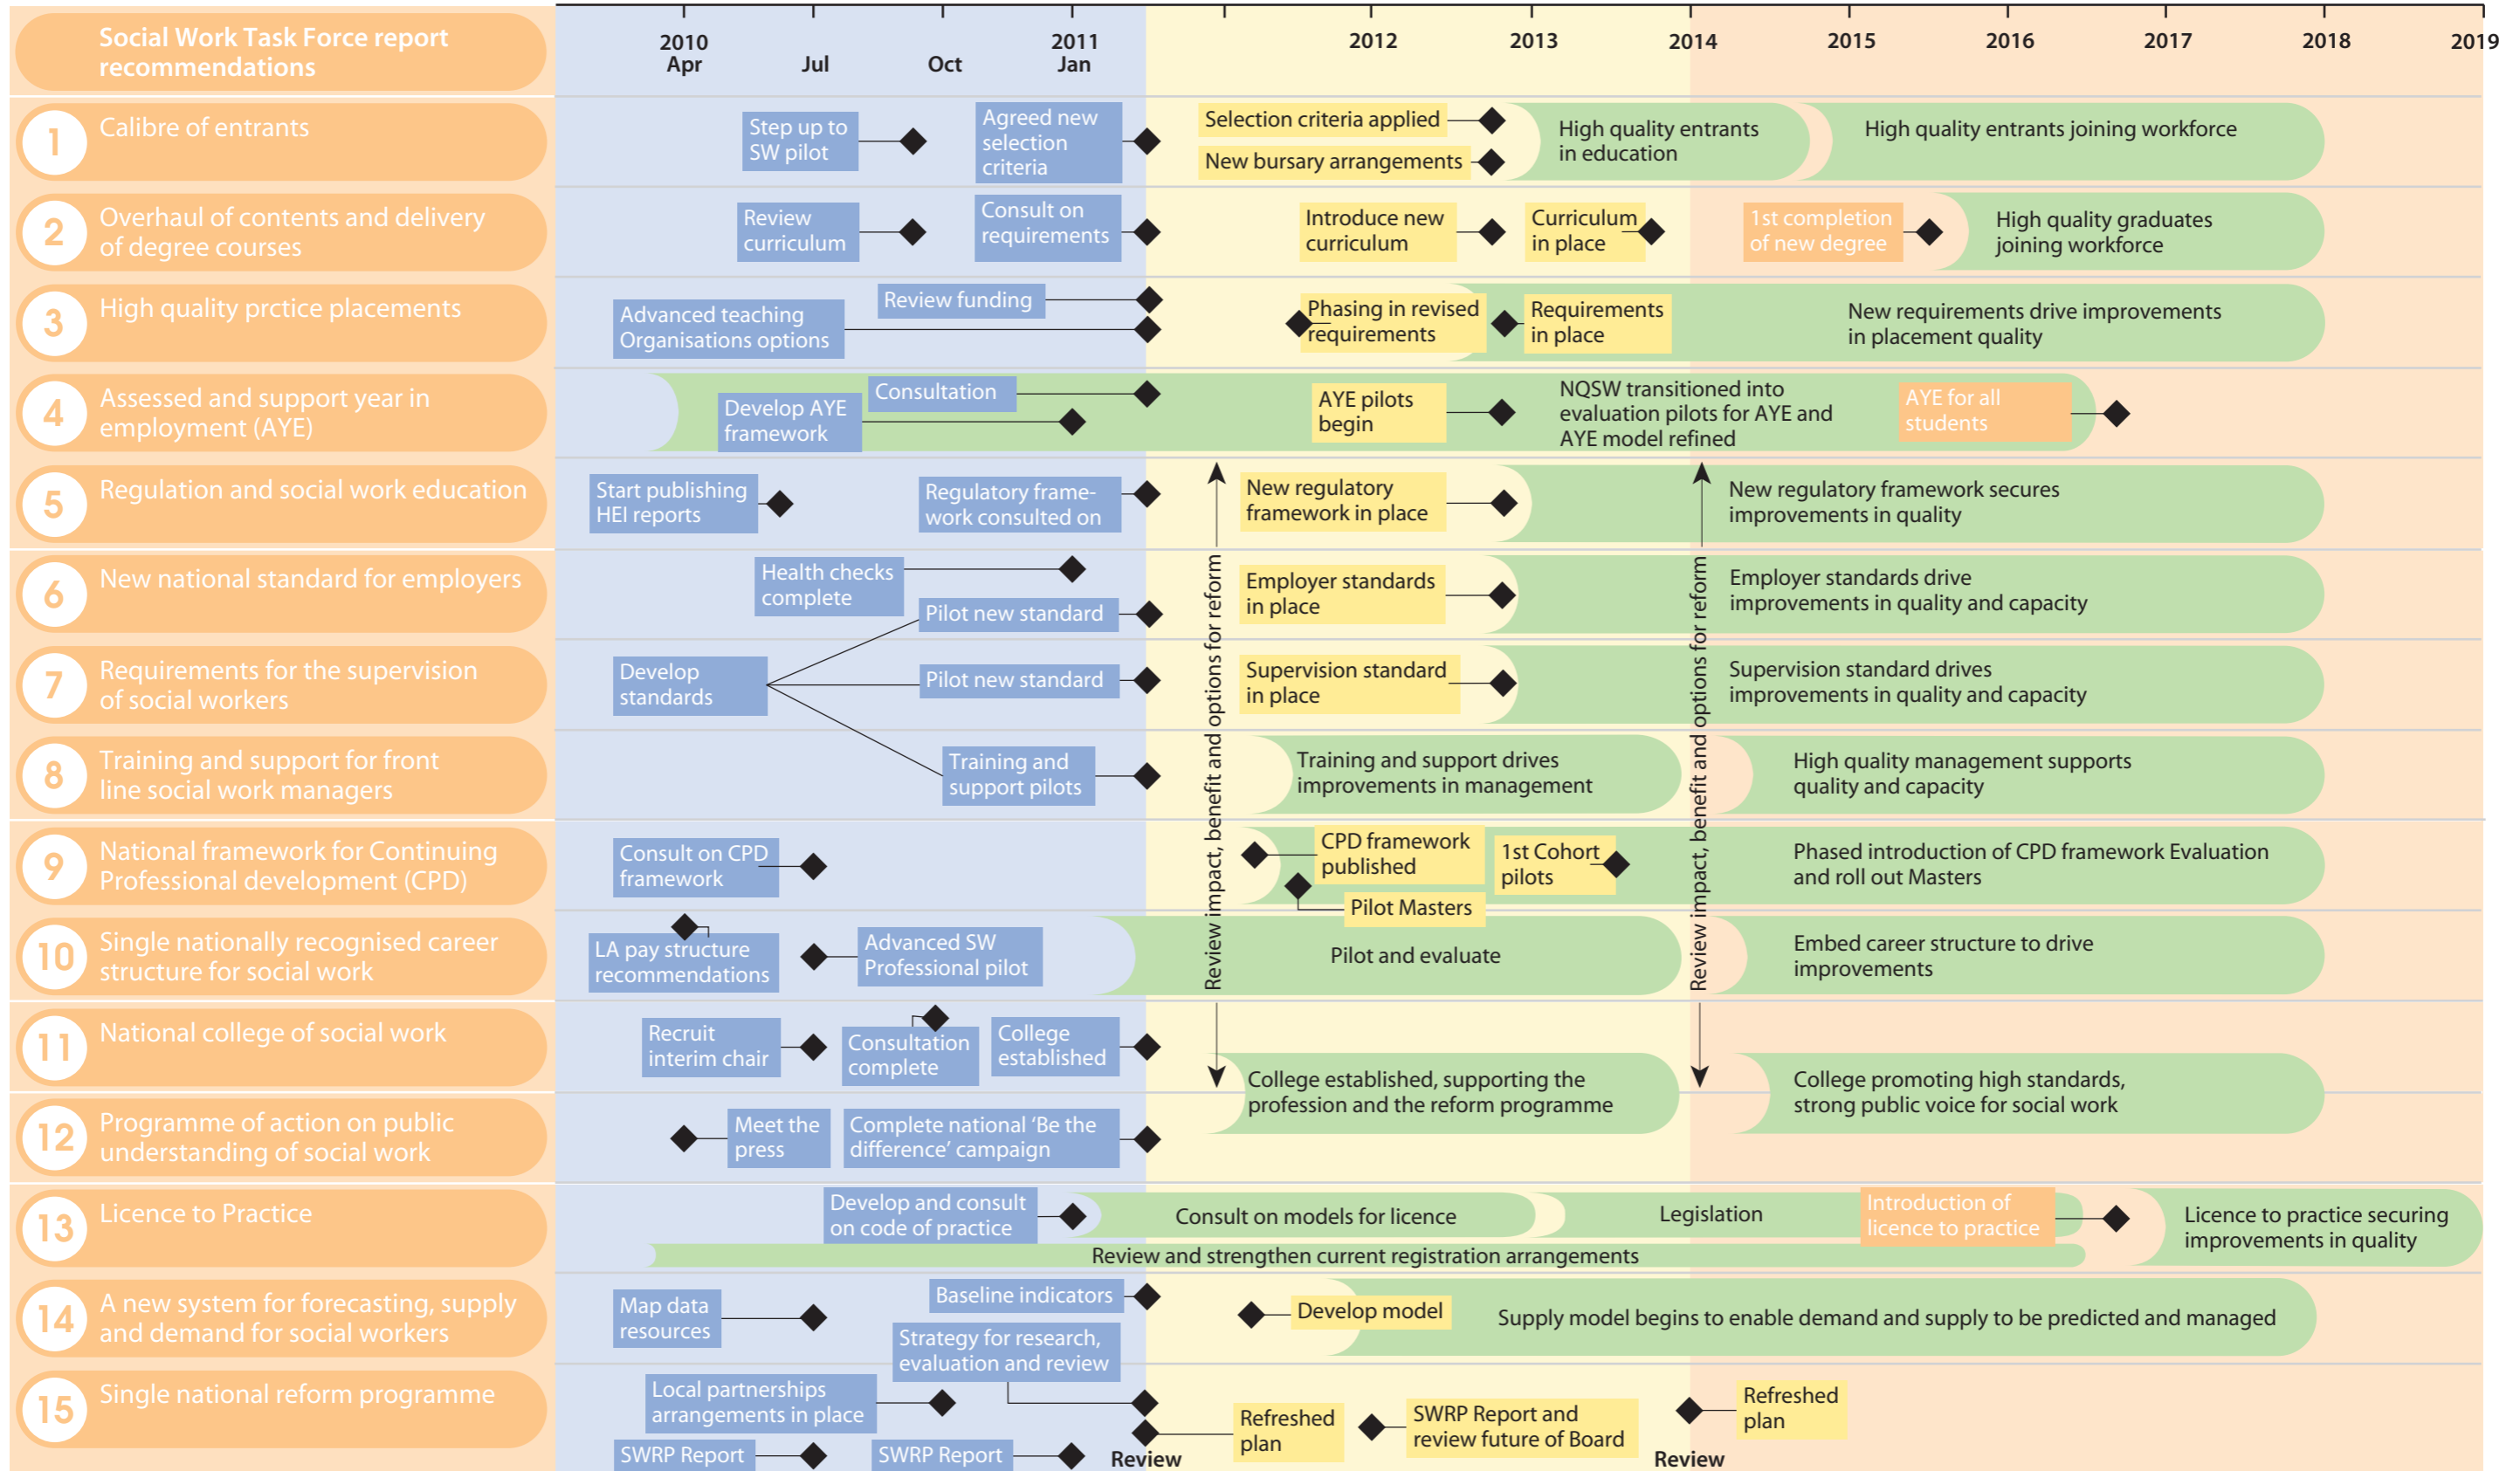 Social Work Task Force report
recommendations
2010
Apr
Jul
Oct
2011
Jan
2012
2013
2014
2015
2016
2017
2018
2019
1
Calibre of entrants
Step up to
SW pilot
Agreed new
selection
criteria
Selection criteria applied
New bursary arrangements
High quality entrants
in education
High quality entrants joining workforce
2
Overhaul of contents and delivery
of degree courses
Review
curriculum
Consult on
requirements
Introduce new
curriculum
Curriculum
in place
1st completion
of new degree
High quality graduates
joining workforce
3
High quality prctice placements
Advanced teaching
Organisations options
Review funding
Phasing in revised
requirements
Requirements
in place
New requirements drive improvements
in placement quality
4
Assessed and support year in
employment (AYE)
Develop AYE
framework
Consultation
AYE pilots
begin
NQSW transitioned into
evaluation pilots for AYE and
AYE model refined
AYE for all
students
5
Regulation and social work education
Start publishing
HEI reports
Regulatory frame-
work consulted on
New regulatory
framework in place
New regulatory framework secures
improvements in quality
6
New national standard for employers
Health checks
complete
Pilot new standard
Employer standards
in place
Employer standards drive
improvements in quality and capacity
7
Requirements for the supervision
of social workers
Develop
standards
Pilot new standard
Supervision standard
in place
Supervision standard drives
improvements in quality and capacity
8
Training and support for front
line social work managers
Training and
support pilots
Training and support drives
improvements in management
High quality management supports
quality and capacity
Review impact, benefit and options for reform
Review impact, benefit and options for reform
9
National framework for Continuing
Professional development (CPD)
Consult on CPD
framework
CPD framework
published
Pilot Masters
1st Cohort
pilots
Phased introduction of CPD framework Evaluation
and roll out Masters
10
Single nationally recognised career
structure for social work
LA pay structure
recommendations
Advanced SW
Professional pilot
Pilot and evaluate
Embed career structure to drive
improvements
11
National college of social work
Recruit
interim chair
Consultation
complete
College
established
College established, supporting the
profession and the reform programme
College promoting high standards,
strong public voice for social work
12
Programme of action on public
understanding of social work
Meet the
press
Complete national ‘Be the
difference’ campaign
13
Licence to Practice
Develop and consult
on code of practice
Consult on models for licence
Legislation
Introduction of
licence to practice
Licence to practice securing
improvements in quality
Review and strengthen current registration arrangements
14
A new system for forecasting, supply
and demand for social workers
Map data
resources
Baseline indicators
Develop model
Supply model begins to enable demand and supply to be predicted and managed
Strategy for research,
evaluation and review
15
Single national reform programme
Local partnerships
arrangements in place
SWRP Report
SWRP Report
Review
Refreshed
plan
SWRP Report and
review future of Board
Review
Refreshed
plan